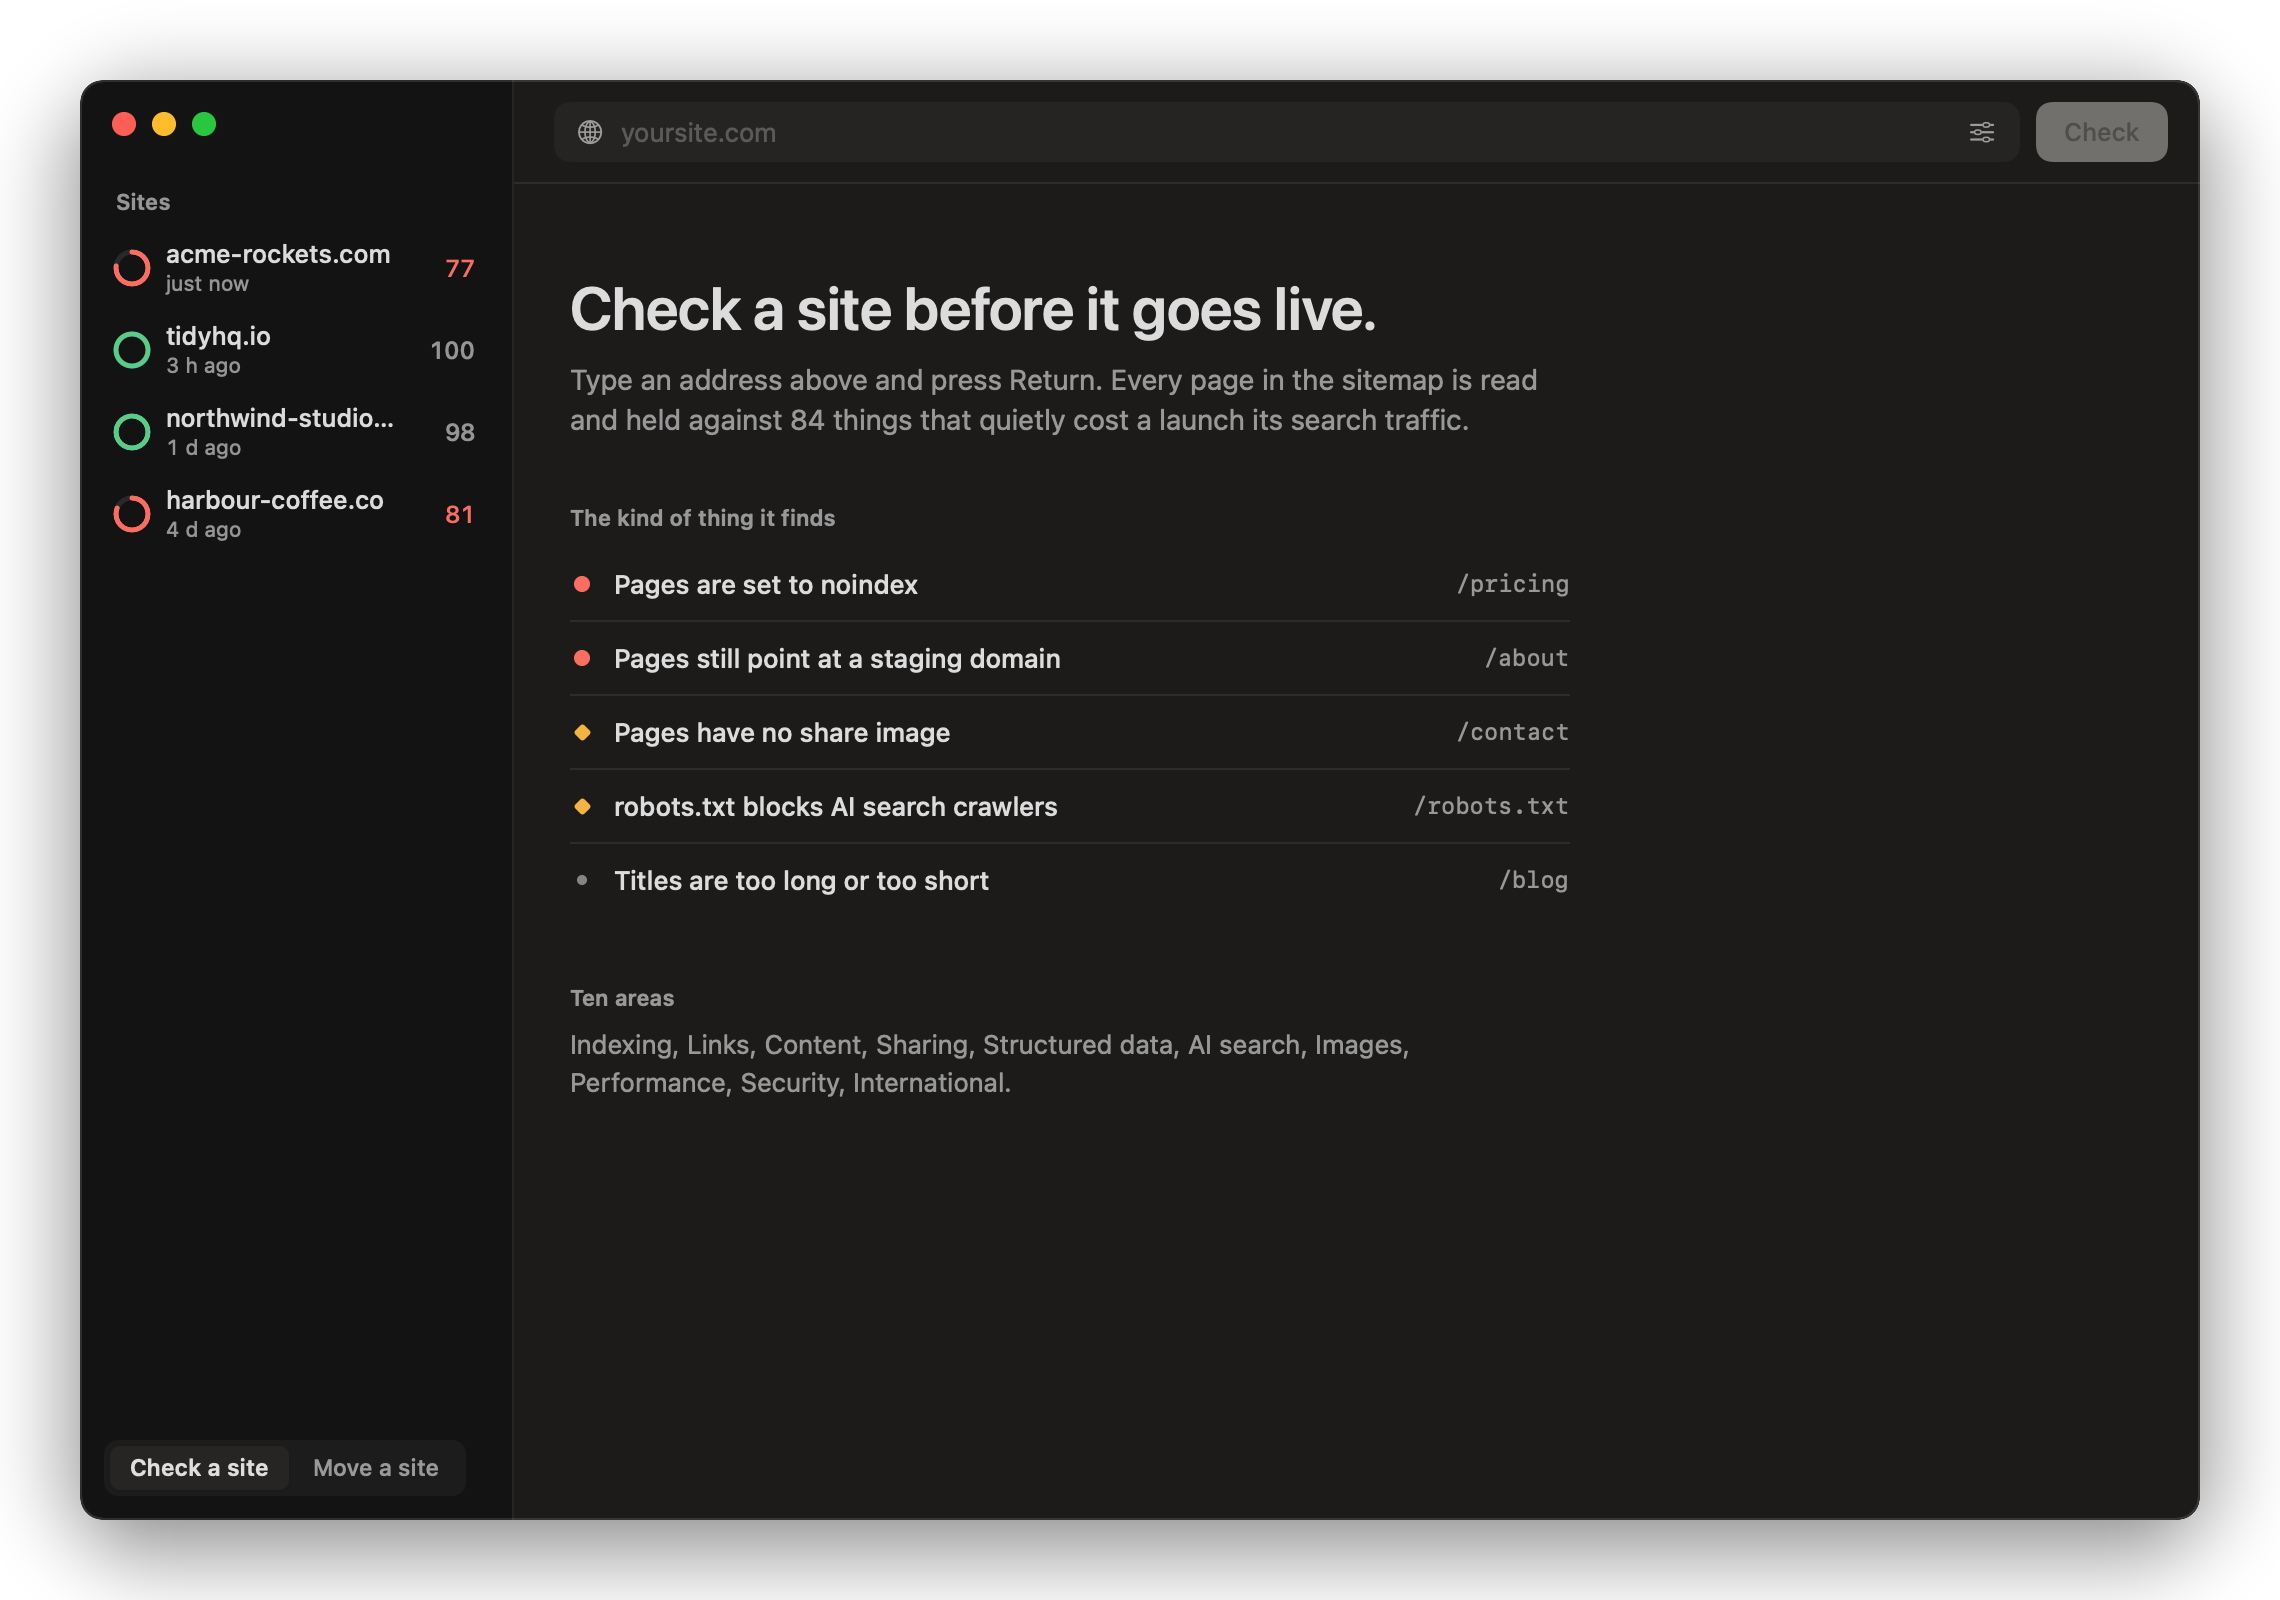 Sites
acme-rockets.com
just now
77
tidyhq.io
3 h ago
100
northwind-studio...
1 d ago
98
harbour-coffee.co
4 d ago
81
Check a site
Move a site
yoursite.com
Check
Check a site before it goes live.
Type an address above and press Return. Every page in the sitemap is read
and held against 84 things that quietly cost a launch its search traffic.
The kind of thing it finds
Pages are set to noindex
/pricing
Pages still point at a staging domain
/about
Pages have no share image
/contact
robots.txt blocks AI search crawlers
/robots.txt
Titles are too long or too short
/blog
Ten areas
Indexing, Links, Content, Sharing, Structured data, AI search, Images,
Performance, Security, International.